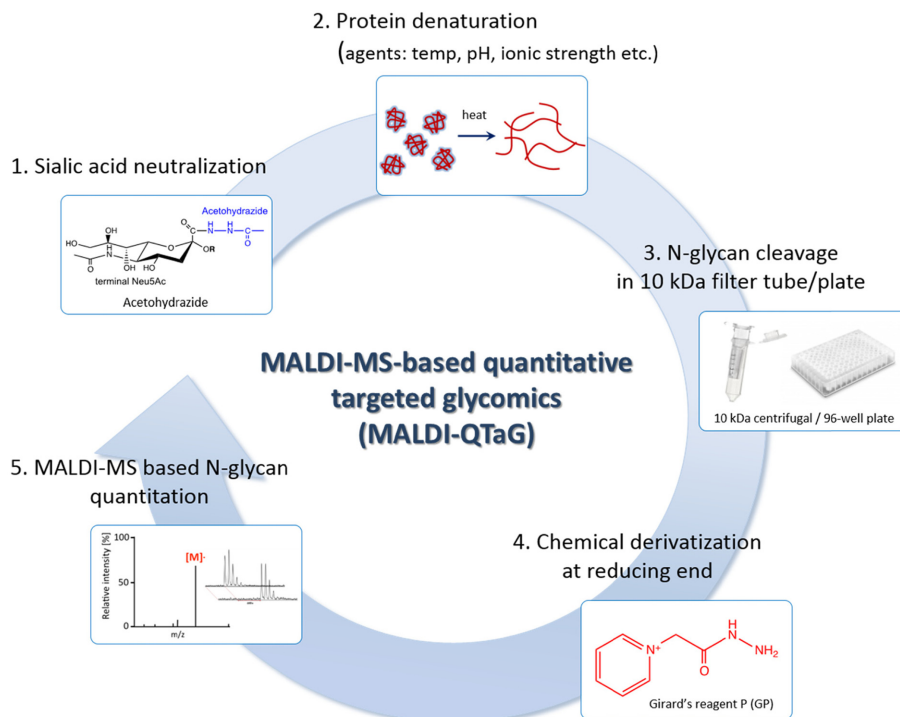 2. Protein denaturation
(agents: temp, pH, ionic strength etc.)
heat
1. Sialic acid neutralization
Acetohydrazide
O
H H
N N
C
O
OH
HO
O
OR
H
N
O
OH
HO
terminal Neu5Ac
Acetohydrazide
3. N-glycan cleavage
in 10 kDa filter tube/plate
10 kDa centrifugal / 96-well plate
MALDI-MS-based quantitative
targeted glycomics
(MALDI-QTaG)
5. MALDI-MS based N-glycan
quantitation
Relative intensity [%]
100
50
0
[M]·
m/z
4. Chemical derivatization
at reducing end
N+
O
H
N
NH2
Girard's reagent P (GP)